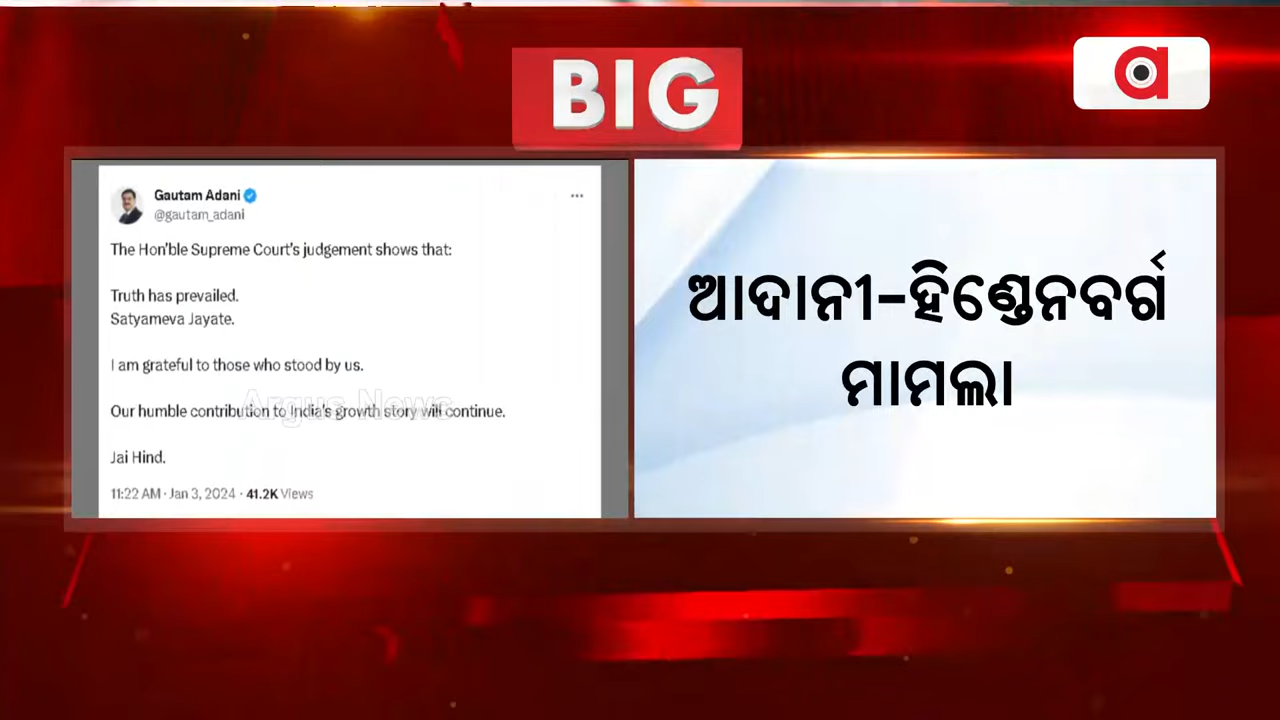 BIG
Gautam Adani
@gautam_adani
The Hon'ble Supreme Court's judgement shows that:
Truth has prevailed.
Satyameva Jayate.
I am grateful to those who stood by us.
Our humble contribution to India's growth story will continue.
Argus News
Jai Hind.
11:22 AM · Jan 3, 2024 · 41.2K Views
ଆଦାନୀ-ହିଣ୍ଡେନବର୍ଗ
ମାମଲା